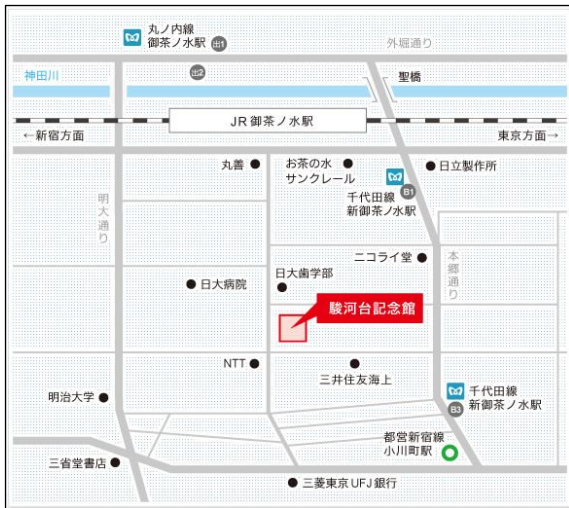 丸ノ内線
御茶ノ水駅 出1
外堀通り
神田川
出2
聖橋
JR御茶ノ水駅
←新宿方面
東京方面→
丸善
お茶の水
サンクレール
日立製作所
千代田線 B1
新御茶ノ水駅
明大通り
本郷通り
ニコライ堂
日大歯学部
日大病院
駿河台記念館
NTT
三井住友海上
明治大学
千代田線
B3 新御茶ノ水駅
都営新宿線
小川町駅
三省堂書店
三菱東京UFJ銀行